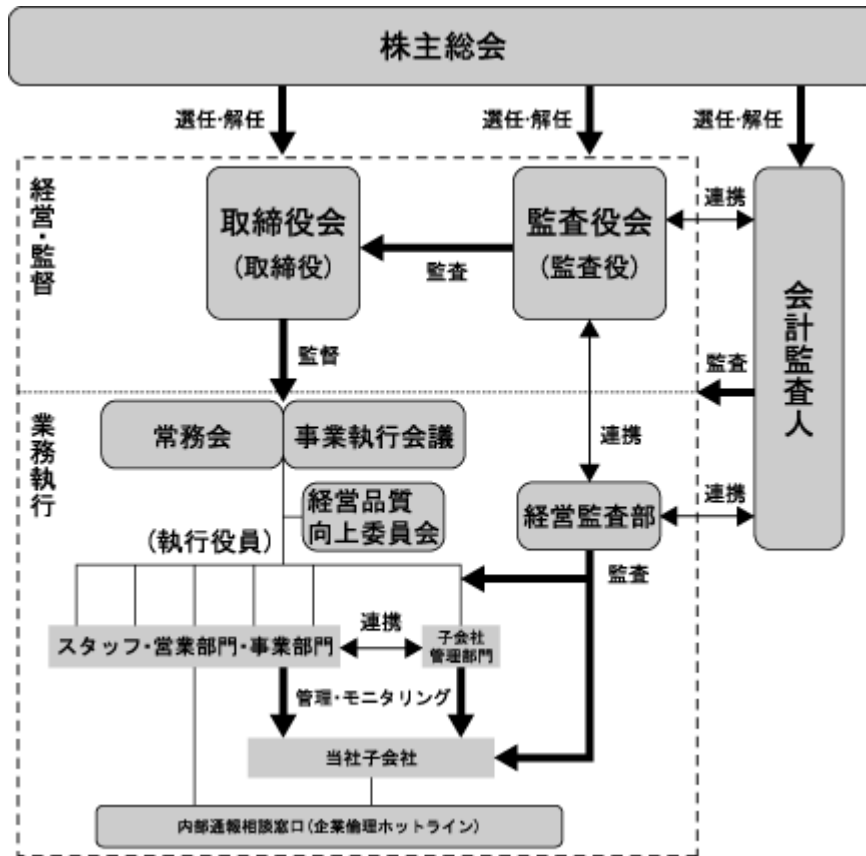 株主総会
選任・解任
選任・解任
選任・解任
経営・監督
取締役会
(取締役)
監査
監査役会
(監査役)
連携
会計監査人
監督
監査
業務執行
常務会
事業執行会議
連携
経営品質
向上委員会
経営監査部
連携
(執行役員)
監査
スタッフ・営業部門・事業部門
連携
子会社
管理部門
管理・モニタリング
当社子会社
内部通報相談窓口(企業倫理ホットライン)